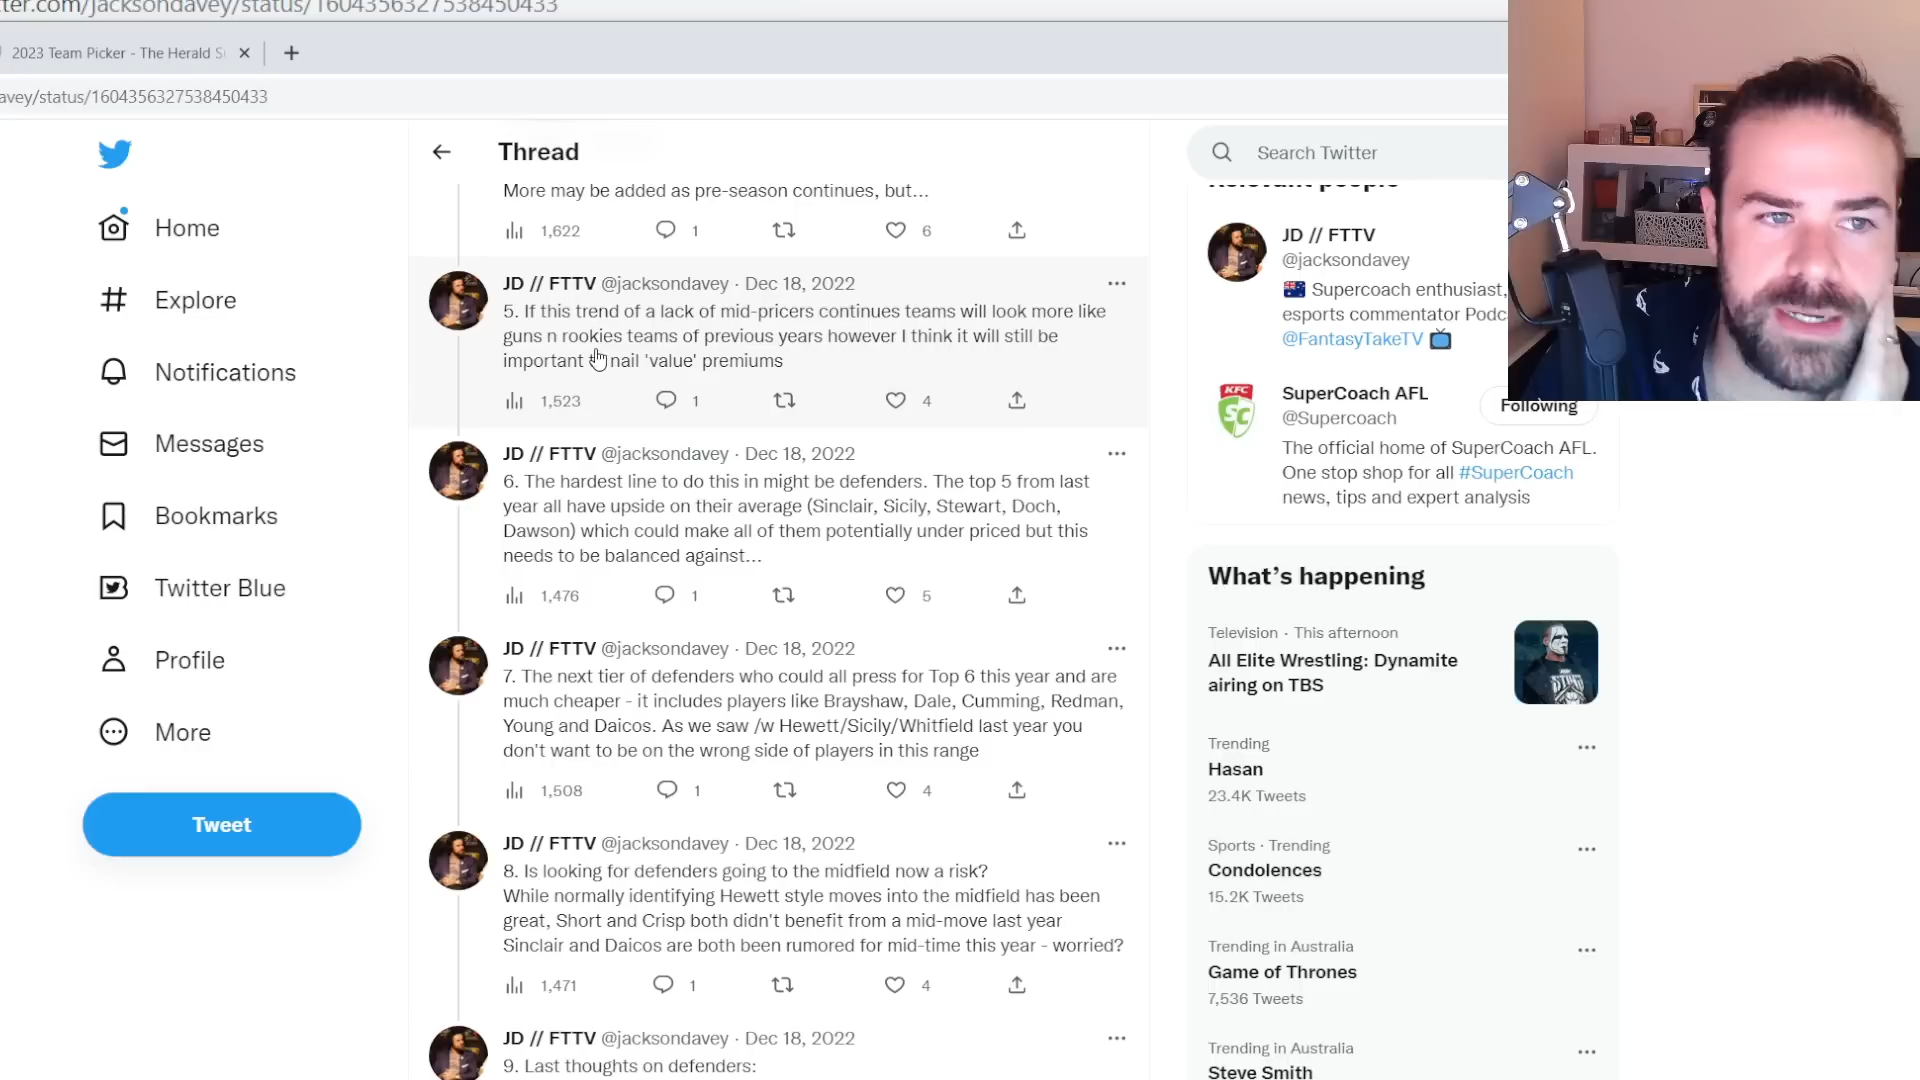 tter.com/jacksondavey/status/1604356327538450433
2023 Team Picker - The Herald S
avey/status/1604356327538450433
Thread
Search Twitter
More may be added as pre-season continues, but...
Relevant people
1,622 1 6
Home
Explore
Notifications
Messages
Bookmarks
Twitter Blue
Profile
More
Tweet
JD // FTTV @jacksondavey · Dec 18, 2022
5. If this trend of a lack of mid-pricers continues teams will look more like
guns n rookies teams of previous years however I think it will still be
important to nail 'value' premiums
1,523 1 4
JD // FTTV @jacksondavey · Dec 18, 2022
6. The hardest line to do this in might be defenders. The top 5 from last
year all have upside on their average (Sinclair, Sicily, Stewart, Doch,
Dawson) which could make all of them potentially under priced but this
needs to be balanced against...
1,476 1 5
JD // FTTV @jacksondavey · Dec 18, 2022
7. The next tier of defenders who could all press for Top 6 this year and are
much cheaper - it includes players like Brayshaw, Dale, Cumming, Redman,
Young and Daicos. As we saw /w Hewett/Sicily/Whitfield last year you
don't want to be on the wrong side of players in this range
1,508 1 4
JD // FTTV @jacksondavey · Dec 18, 2022
8. Is looking for defenders going to the midfield now a risk?
While normally identifying Hewett style moves into the midfield has been
great, Short and Crisp both didn't benefit from a mid-move last year
Sinclair and Daicos are both been rumored for mid-time this year - worried?
1,471 1 4
JD // FTTV @jacksondavey · Dec 18, 2022
9. Last thoughts on defenders:
JD // FTTV
@jacksondavey
Supercoach enthusiast,
esports commentator Podc
@FantasyTakeTV
KFC
SC
SuperCoach AFL
@Supercoach
Following
The official home of SuperCoach AFL.
One stop shop for all #SuperCoach
news, tips and expert analysis
What's happening
Television · This afternoon
All Elite Wrestling: Dynamite
airing on TBS
STING
Trending
Hasan
23.4K Tweets
Sports · Trending
Condolences
15.2K Tweets
Trending in Australia
Game of Thrones
7,536 Tweets
Trending in Australia
Steve Smith